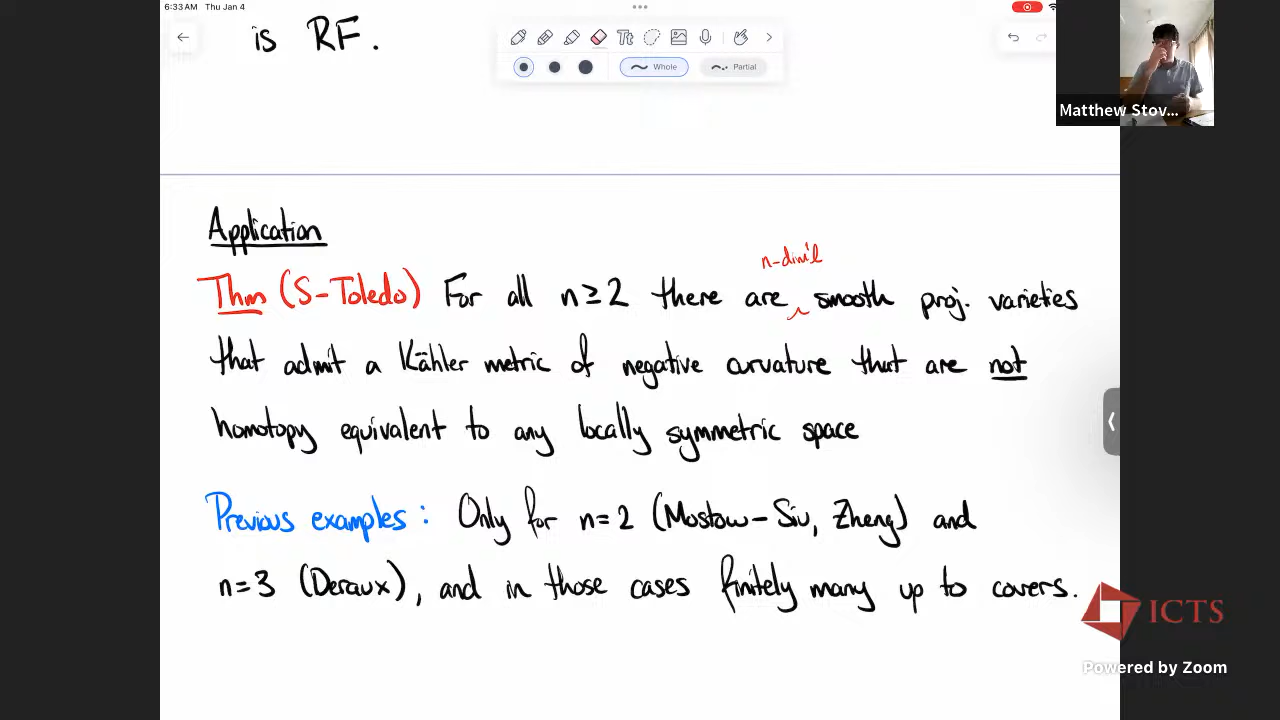 6:33 AM Thu Jan 4
is RF.
Whole
Partial
Matthew Stov...
Application
n-dim'l
Thm (S-Toledo) For all n ≥ 2 there are smooth proj. varieties
that admit a Kähler metric of negative curvature that are not
homotopy equivalent to any locally symmetric space
Previous examples: Only for n=2 (Mostow-Siu, Zheng) and
n=3 (Deraux), and in those cases finitely many up to covers.
ICTS
Powered by Zoom